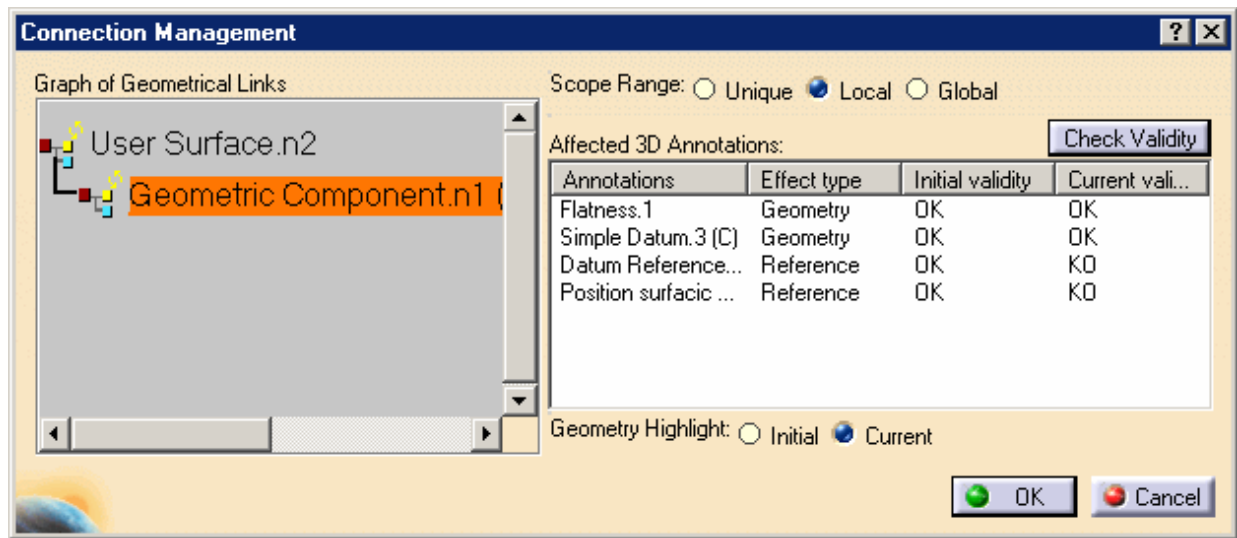 Connection Management
Graph of Geometrical Links
User Surface.n2
Geometric Component.n1 (
Scope Range: Unique Local Global
Check Validity
Affected 3D Annotations:
Annotations Effect type Initial validity Current vali...
Flatness.1 Geometry OK OK
Simple Datum.3 (C) Geometry OK OK
Datum Reference... Reference OK KO
Position surfacic ... Reference OK KO
Geometry Highlight: Initial Current
OK Cancel